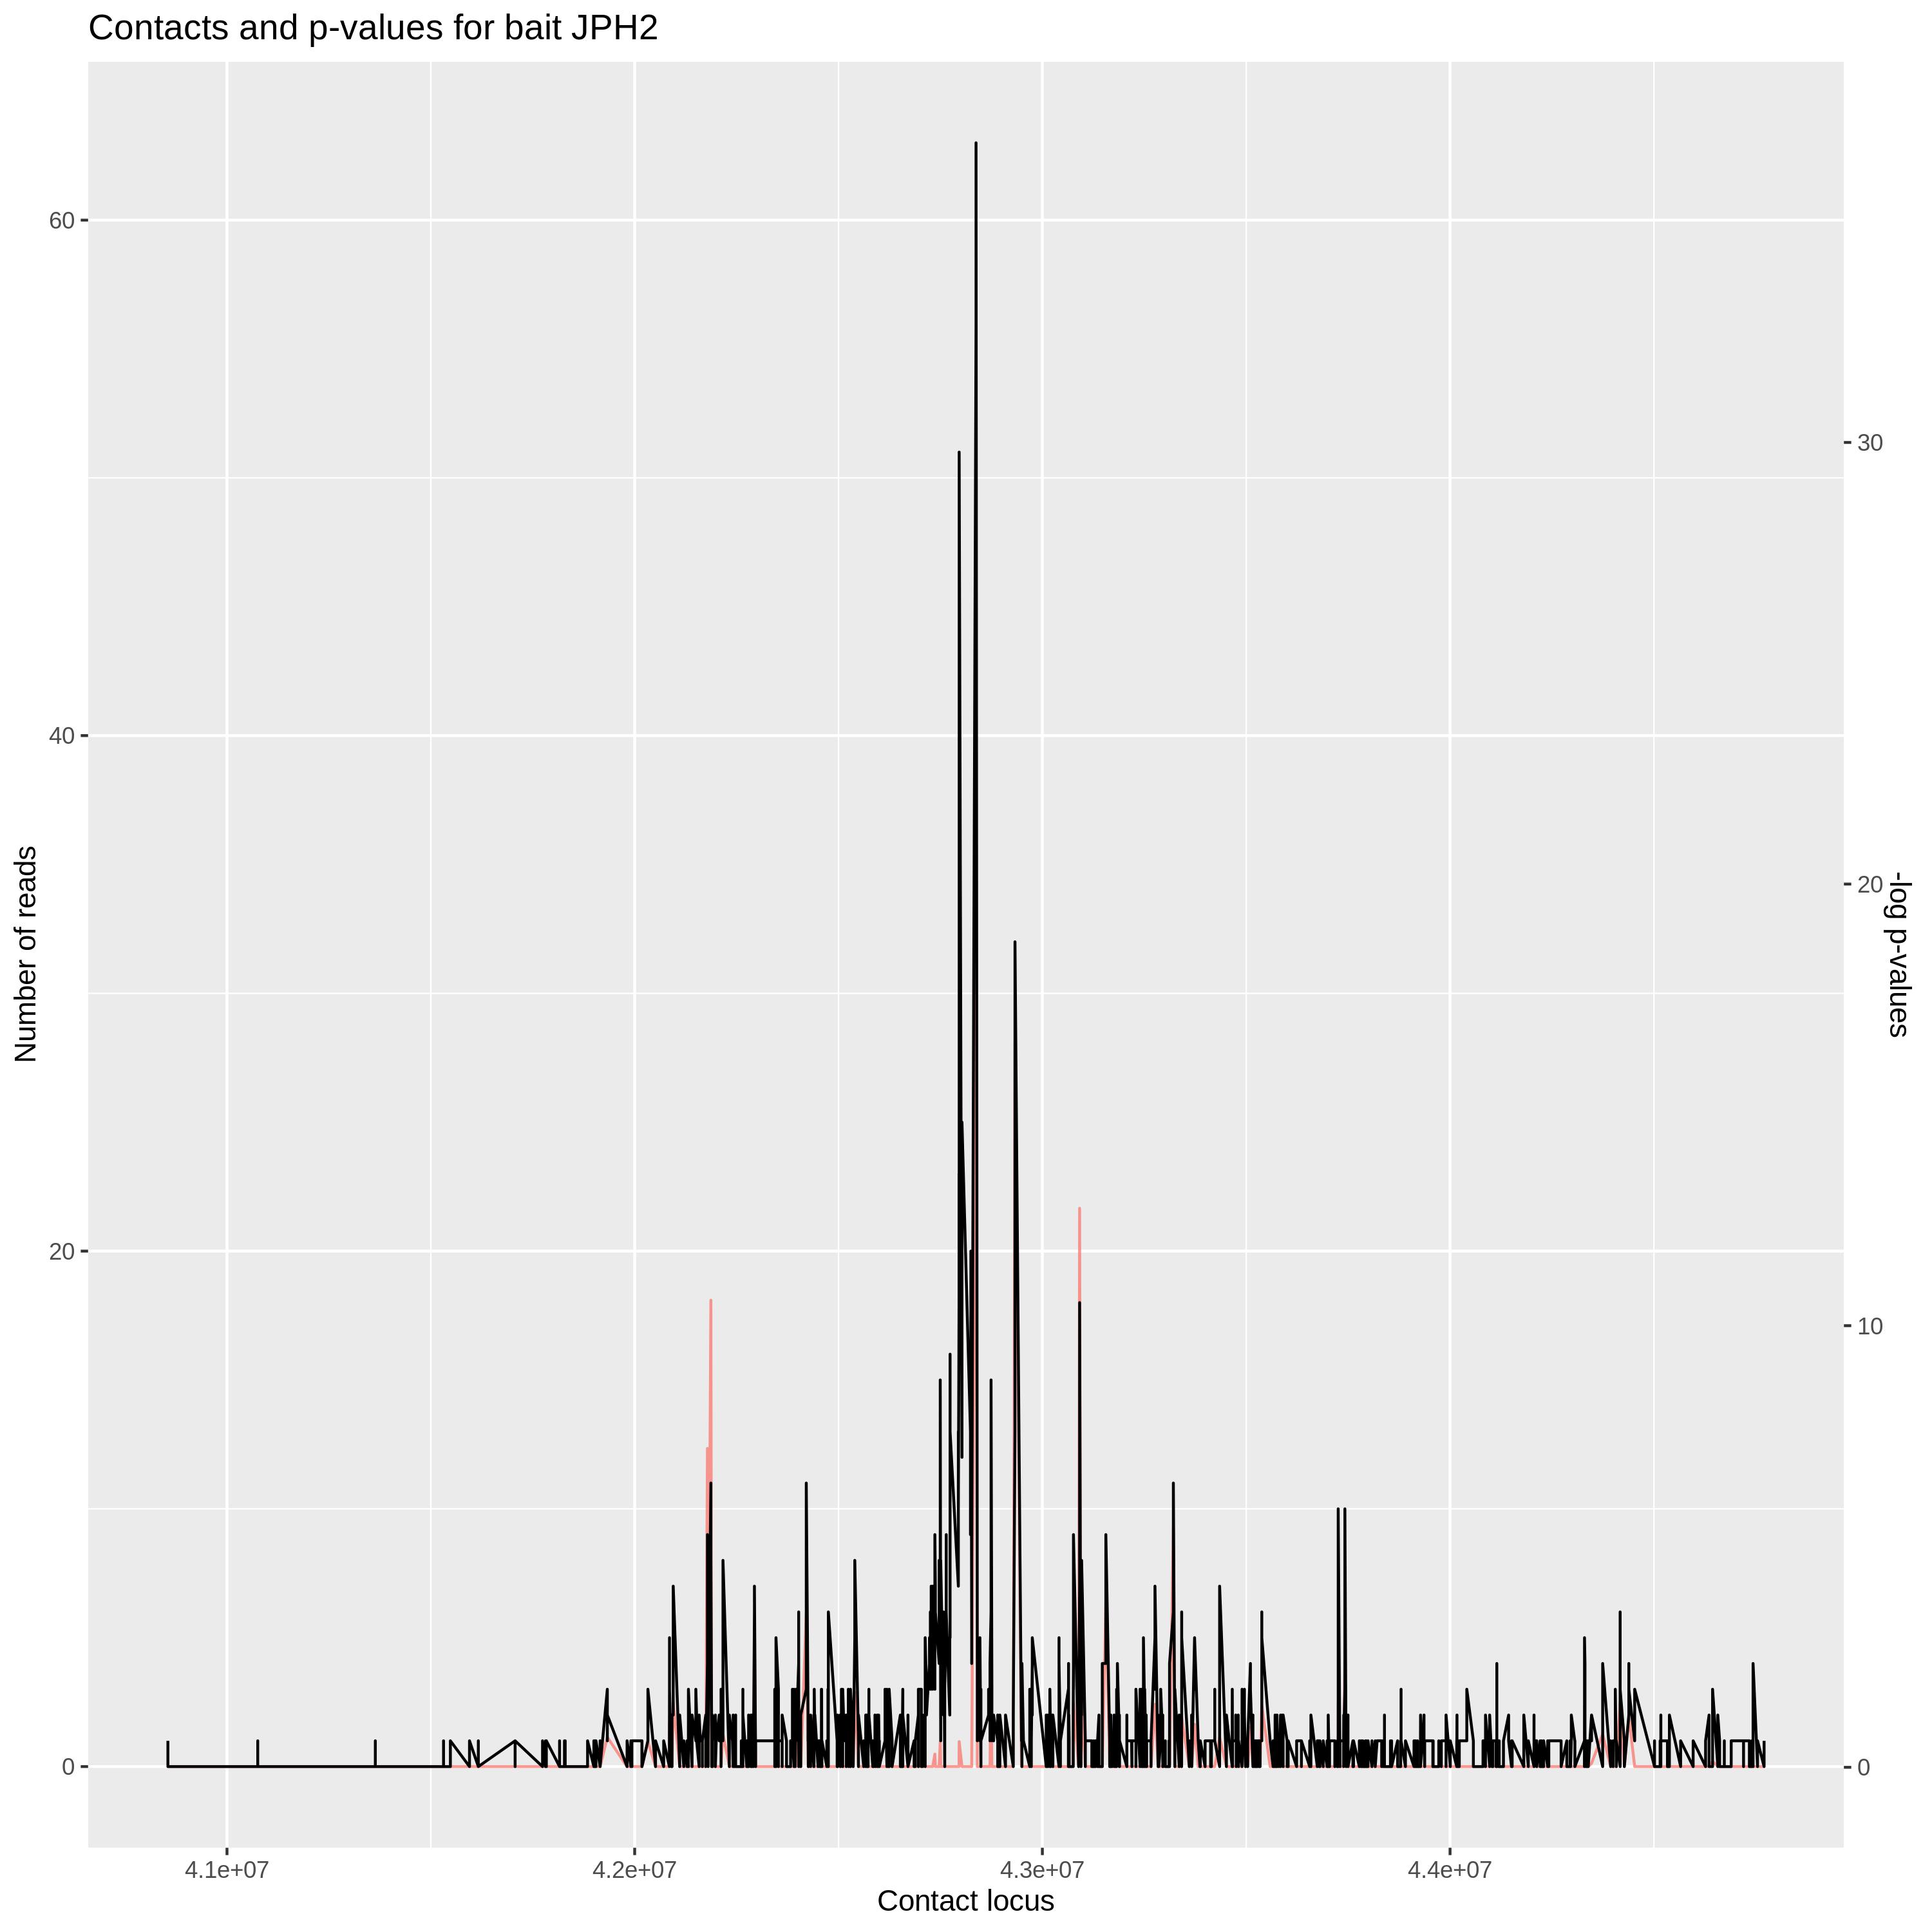 Contacts and p-values for bait JPH2
60
40
20
0
Number of reads
30
20
10
0
-log p-values
4.1e+07
4.2e+07
4.3e+07
4.4e+07
Contact locus